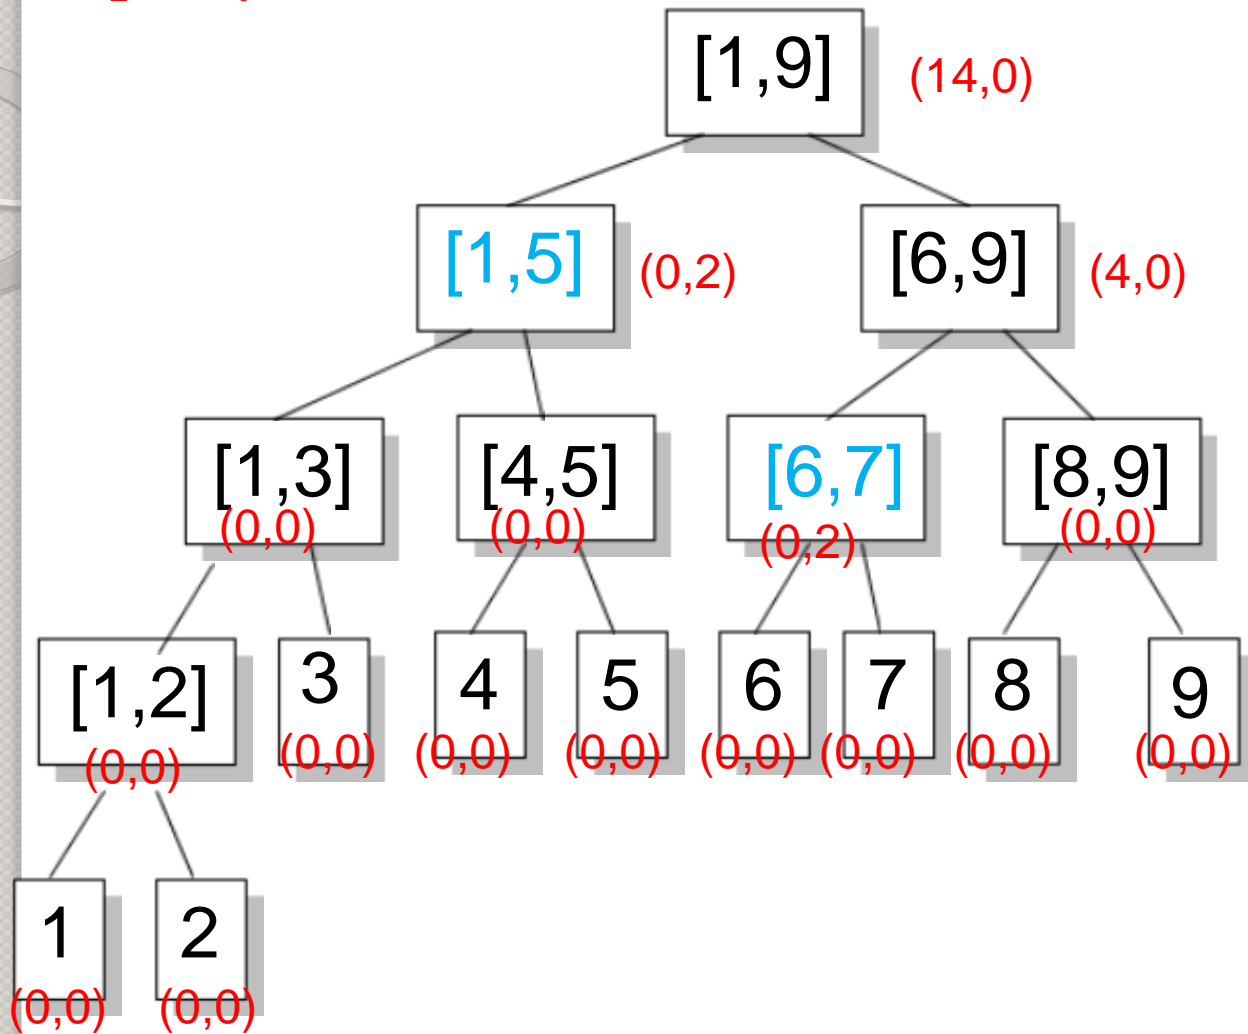 [1,9] (14,0)
[1,5] (0,2) [6,9] (4,0)
[1,3] [4,5] [6,7] [8,9]
(0,0) (0,0) (0,2) (0,0)
[1,2] 3 4 5 6 7 8 9
(0,0) (0,0) (0,0) (0,0) (0,0) (0,0) (0,0) (0,0)
1 2
(0,0) (0,0)